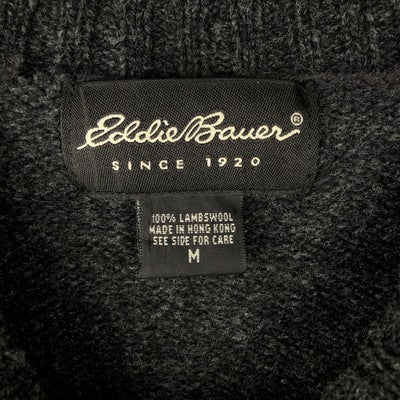 Eddie Bauer®
SINCE 1920
100% LAMBSWOOL
MADE IN HONG KONG
SEE SIDE FOR CARE
M